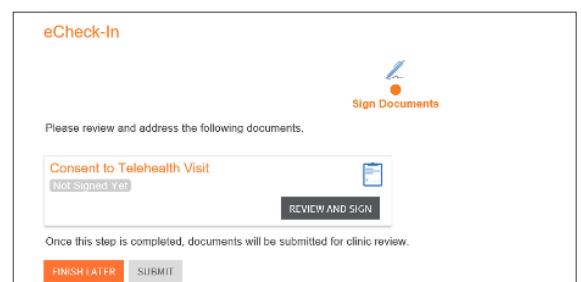 eCheck-In
Sign Documents
Please review and address the following documents.
Consent to Telehealth Visit
Not Signed Yet
REVIEW AND SIGN
Once this step is completed, documents will be submitted for clinic review.
FINISH LATER SUBMIT